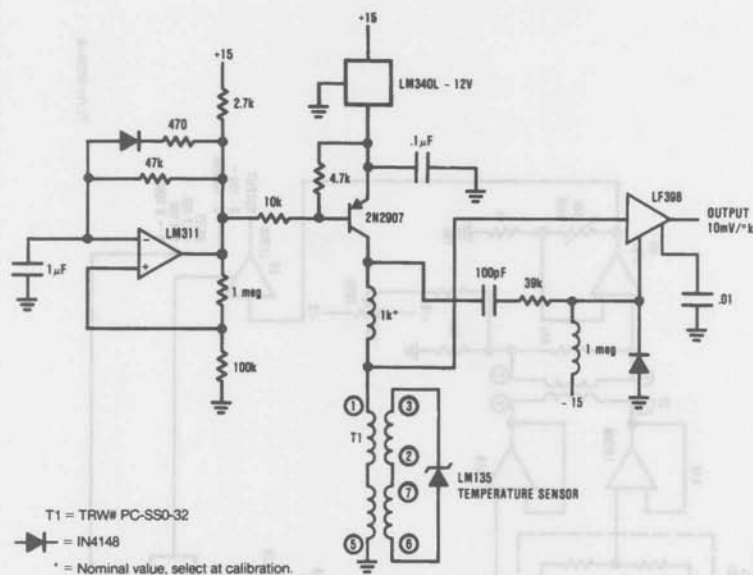 +15
+15
LM340L - 12V
2.7k
470
47k
.1µF
4.7k
10k
2N2907
LF398
OUTPUT
10mV/°k
LM311
−
+
1µF
1 meg
100pF
39k
.01
1k*
1 meg
100k
- 15
①
③
T1
②
LM135
TEMPERATURE SENSOR
⑦
⑤
⑥
T1 = TRW# PC-SS0-32
= IN4148
* = Nominal value, select at calibration.